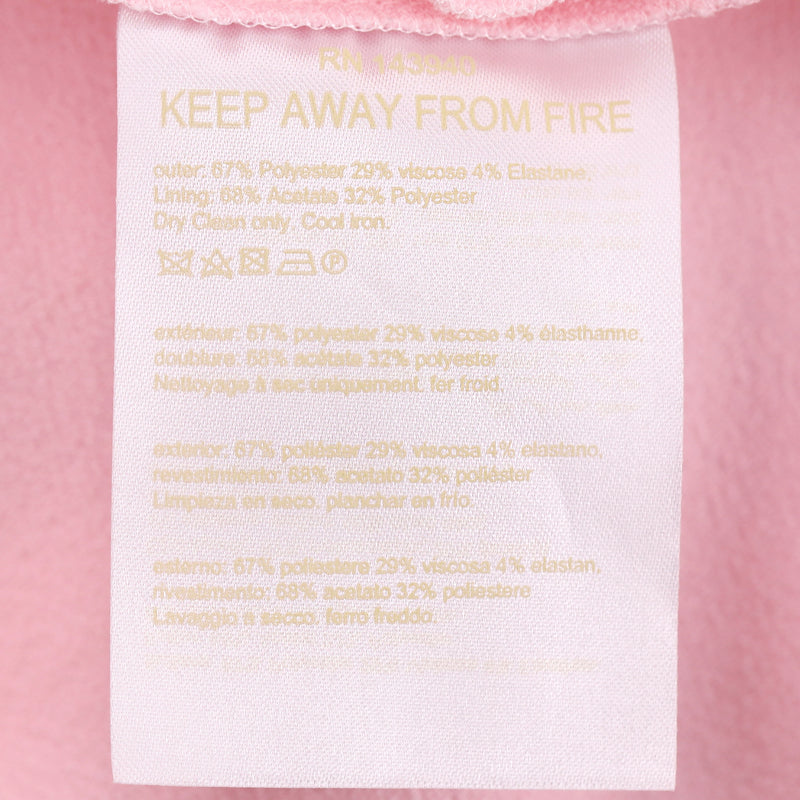 RN 143940
KEEP AWAY FROM FIRE
outer: 67% Polyester 29% viscose 4% Elastane,
Lining: 68% Acetate 32% Polyester
Dry Clean only. Cool Iron.
P
extérieur: 67% polyester 29% viscose 4% élasthanne,
doublure: 68% acétate 32% polyester
Nettoyage à sec uniquement. fer froid.
exterior: 67% poliéster 29% viscosa 4% elastano,
revestimiento: 68% acetato 32% poliéster
Limpieza en seco. planchar en frío.
esterno: 67% poliestere 29% viscosa 4% elastan,
rivestimento: 68% acetato 32% poliestere
Lavaggio a secco. ferro freddo.